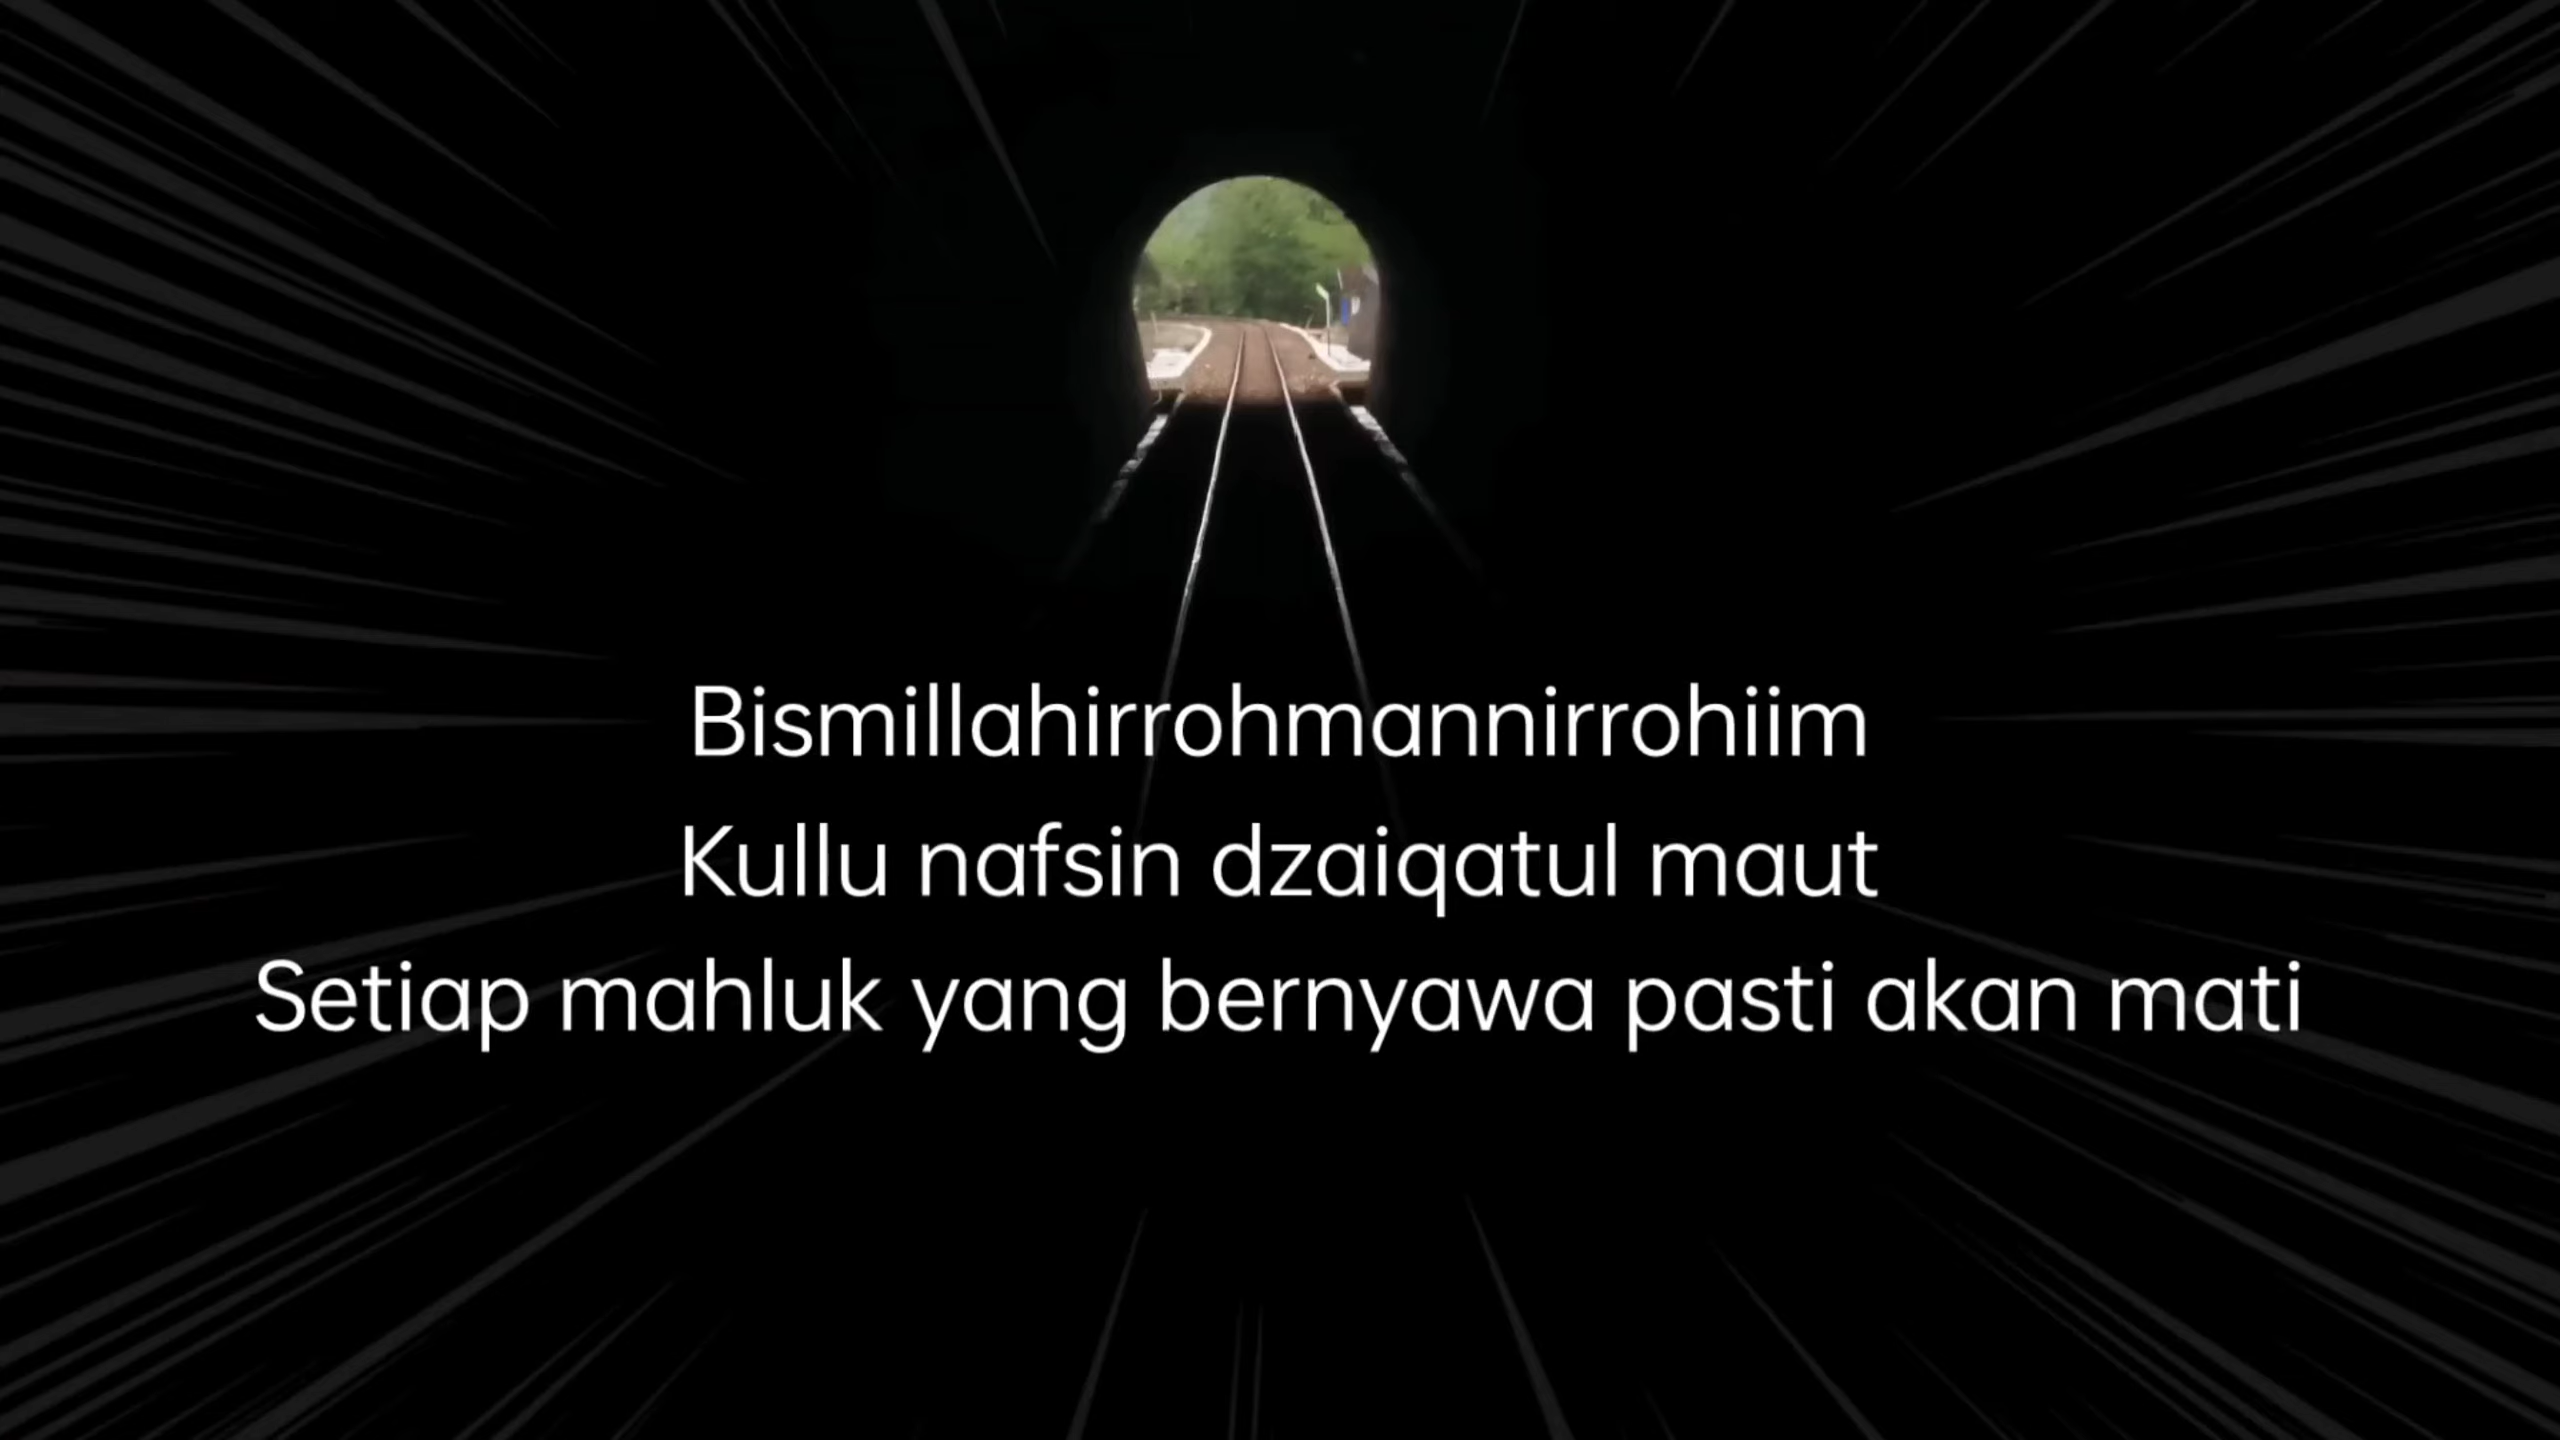 Bismillahirrohmannirrohiim
Kullu nafsin dzaiqatul maut
Setiap mahluk yang bernyawa pasti akan mati